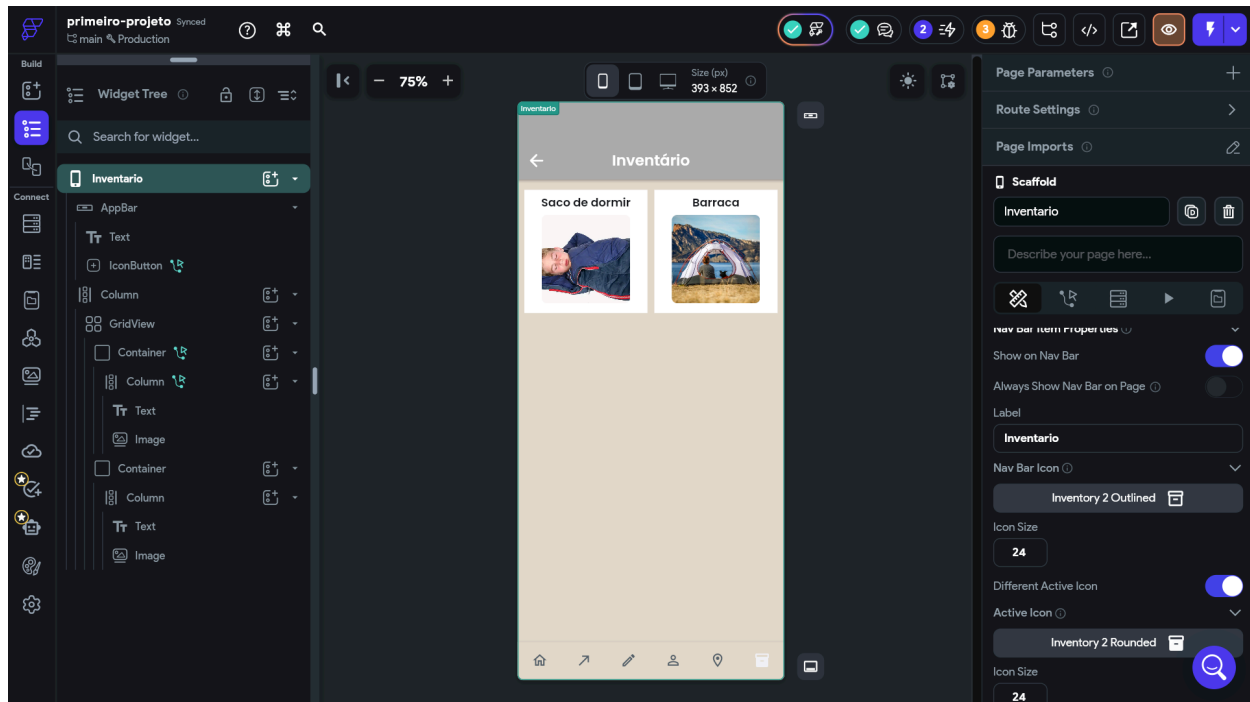 primeiro-projeto Synced
main Production
2
3
Build
Connect
Widget Tree
Search for widget...
Inventario
AppBar
Text
IconButton
Column
GridView
Container
Column
Text
Image
Container
Column
Text
Image
75%
Size (px)
393 × 852
Inventario
Inventário
Saco de dormir
Barraca
Page Parameters
Route Settings
Page Imports
Scaffold
Inventario
Describe your page here...
Nav Bar Item Properties
Show on Nav Bar
Always Show Nav Bar on Page
Label
Inventario
Nav Bar Icon
Inventory 2 Outlined
Icon Size
24
Different Active Icon
Active Icon
Inventory 2 Rounded
Icon Size
24